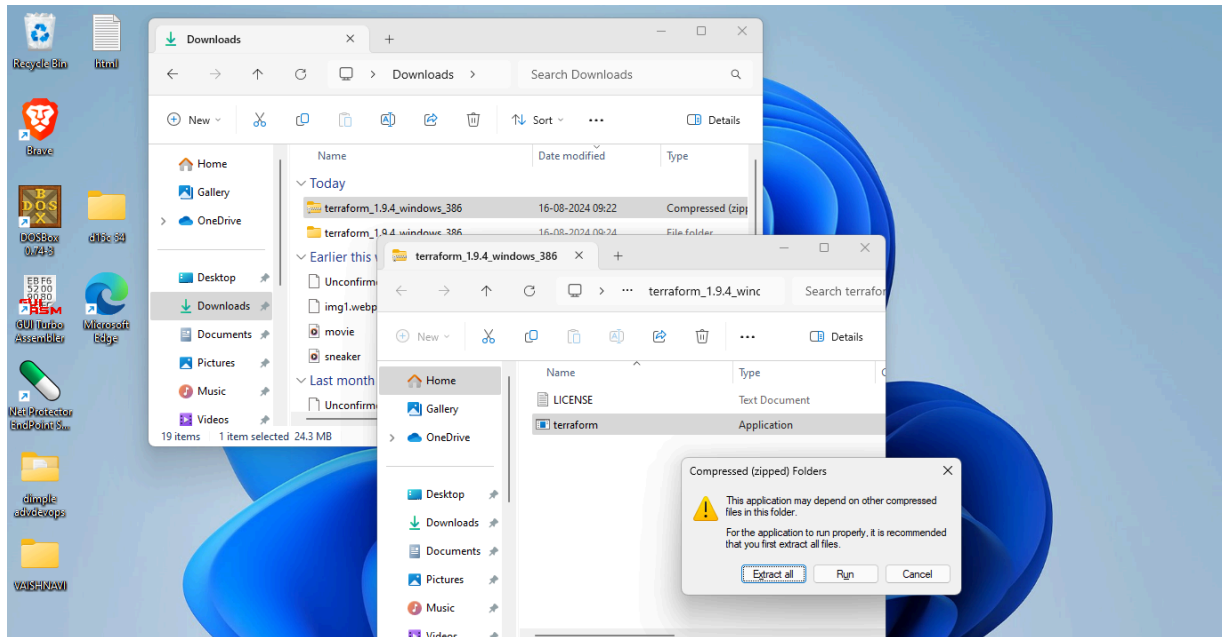 Recycle Bin
html
Brave
DOSBox
0.74-3
d15c 34
GUI Turbo
Assembler
Microsoft
Edge
Net Protector
EndPoint S...
dimple
advdevops
VAISHNAVI
Downloads
Downloads
Search Downloads
New
Sort
Details
Home
Gallery
OneDrive
Desktop
Downloads
Documents
Pictures
Music
Videos
Name Date modified Type
Today
terraform_1.9.4_windows_386 16-08-2024 09:22 Compressed (zipp
terraform_1.9.4_windows_386 16-08-2024 09:24 File folder
Earlier this
Unconfirm
img1.webp
movie
sneaker
Last month
Unconfirm
19 items 1 item selected 24.3 MB
terraform_1.9.4_windows_386
terraform_1.9.4_winc
Search terrafor
New
Details
Home
Gallery
OneDrive
Desktop
Downloads
Documents
Pictures
Music
Videos
Name Type
LICENSE Text Document
terraform Application
Compressed (zipped) Folders
This application may depend on other compressed
files in this folder.
For the application to run properly, it is recommended
that you first extract all files.
Extract all Run Cancel